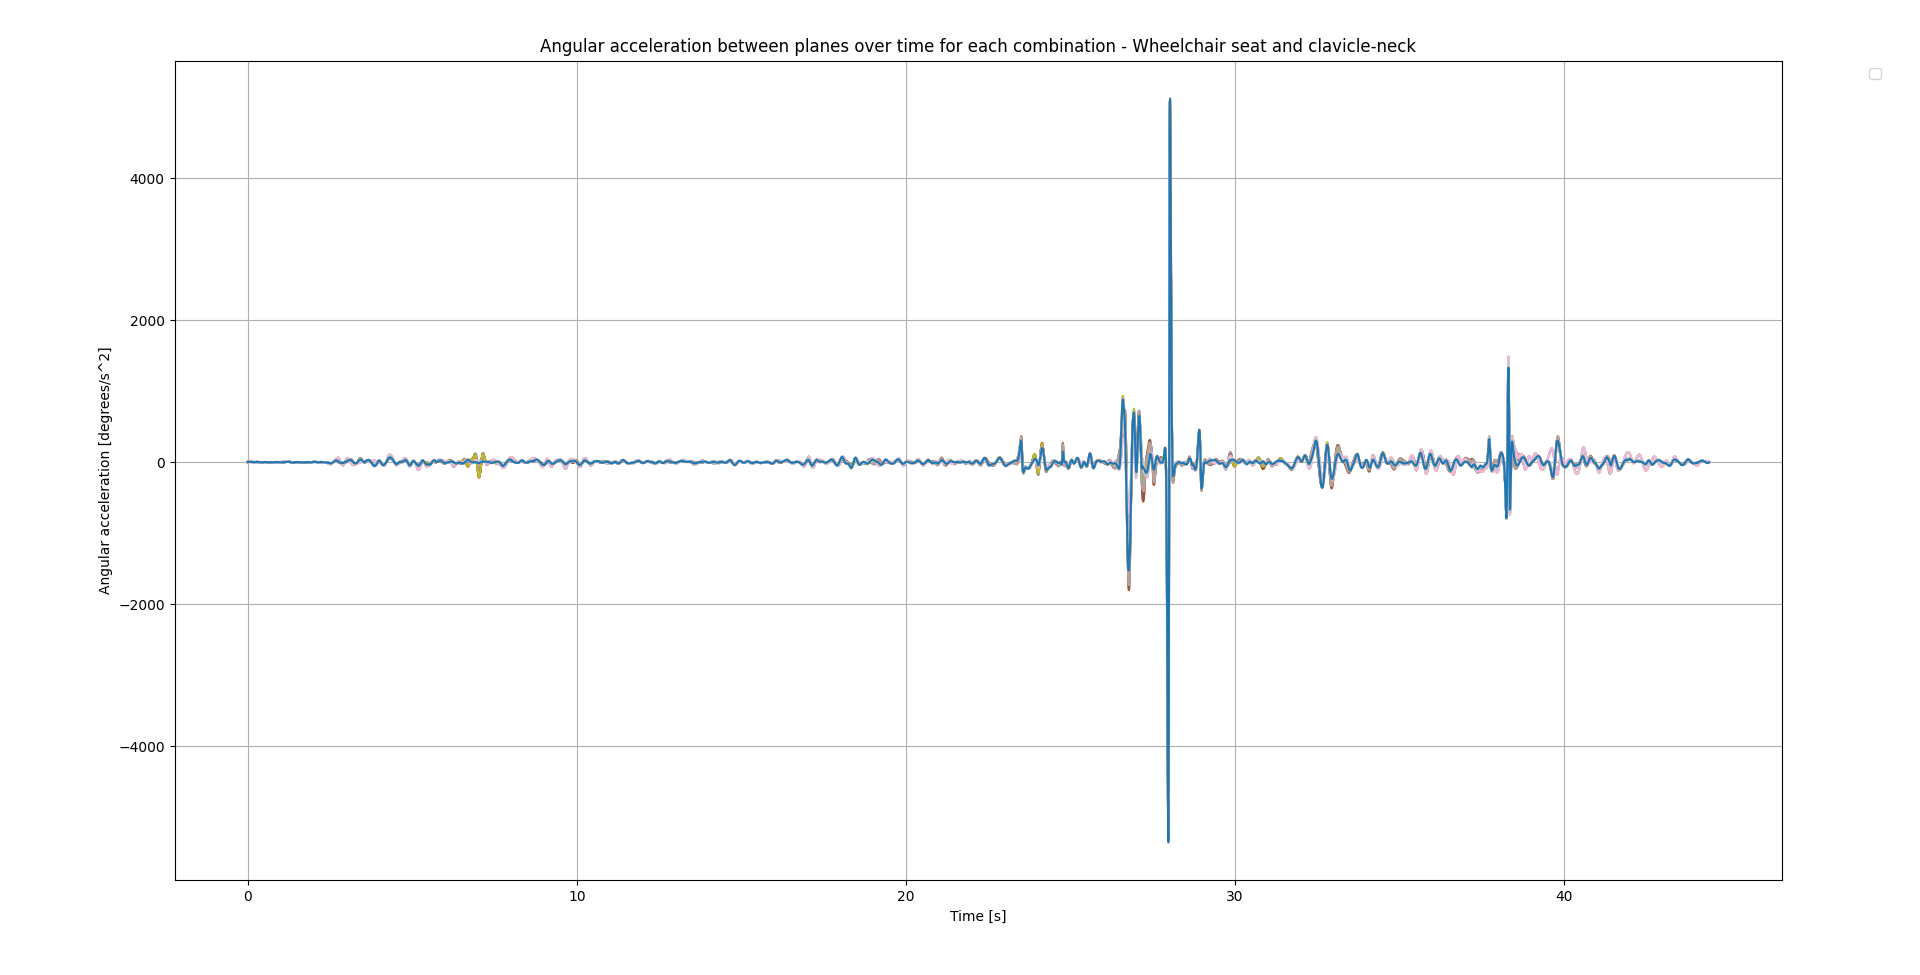 Angular acceleration between planes over time for each combination - Wheelchair seat and clavicle-neck
Angular acceleration [degrees/s^2]
4000
2000
0
−2000
−4000
0 10 20 30 40
Time [s]